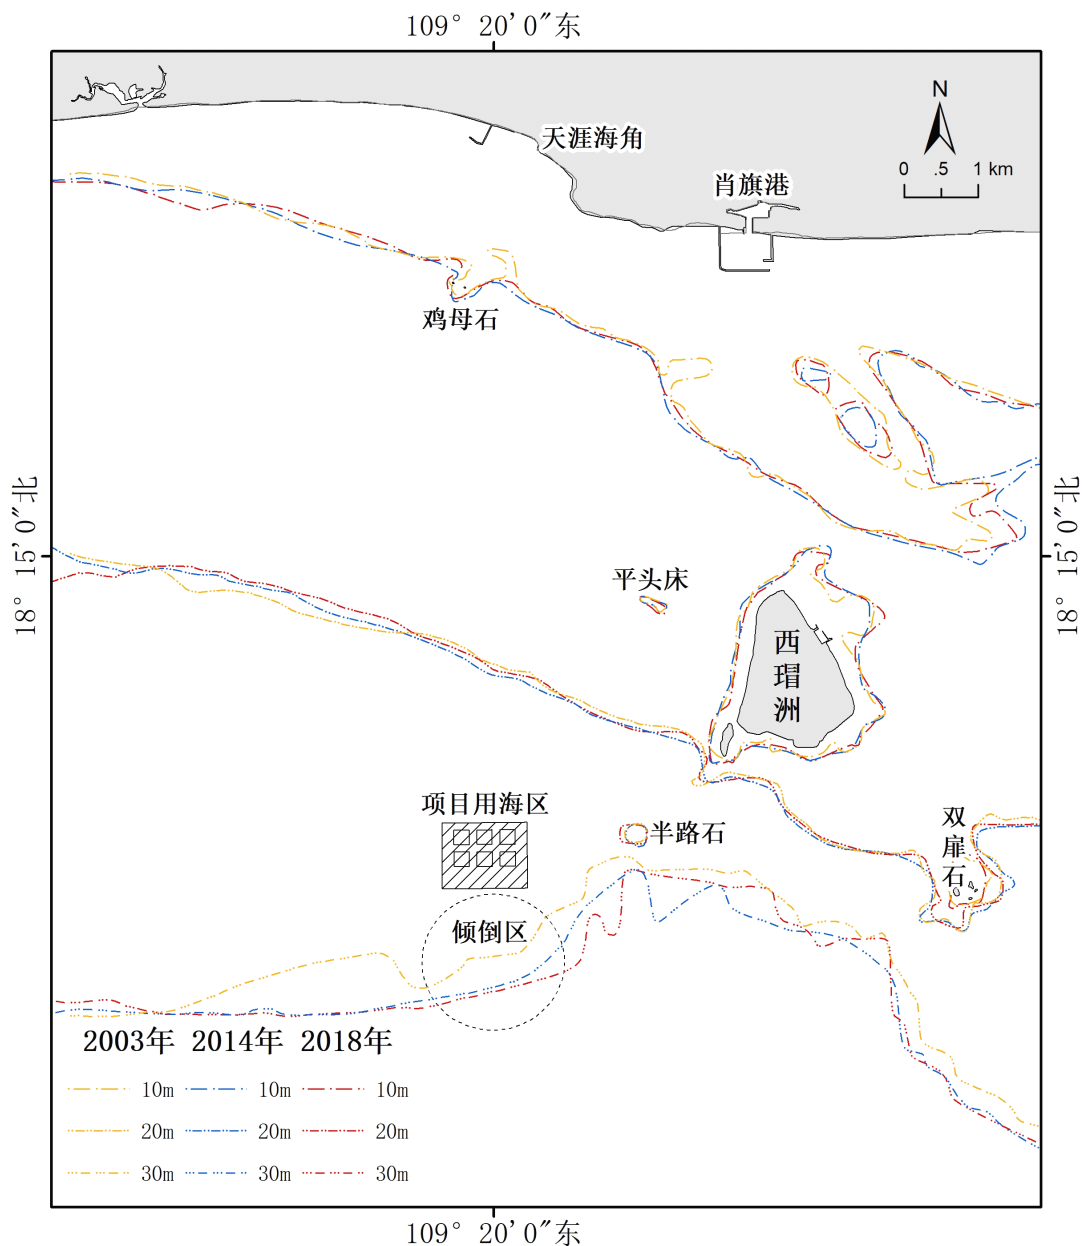 109° 20′0″东
N
0 .5 1 km
天涯海角
肖旗港
鸡母石
18° 15′0″北
18° 15′0″北
平头床
西
瑁
洲
项目用海区
半路石
双
扉
石
倾倒区
2003年 2014年 2018年
10m 10m 10m
20m 20m 20m
30m 30m 30m
109° 20′0″东